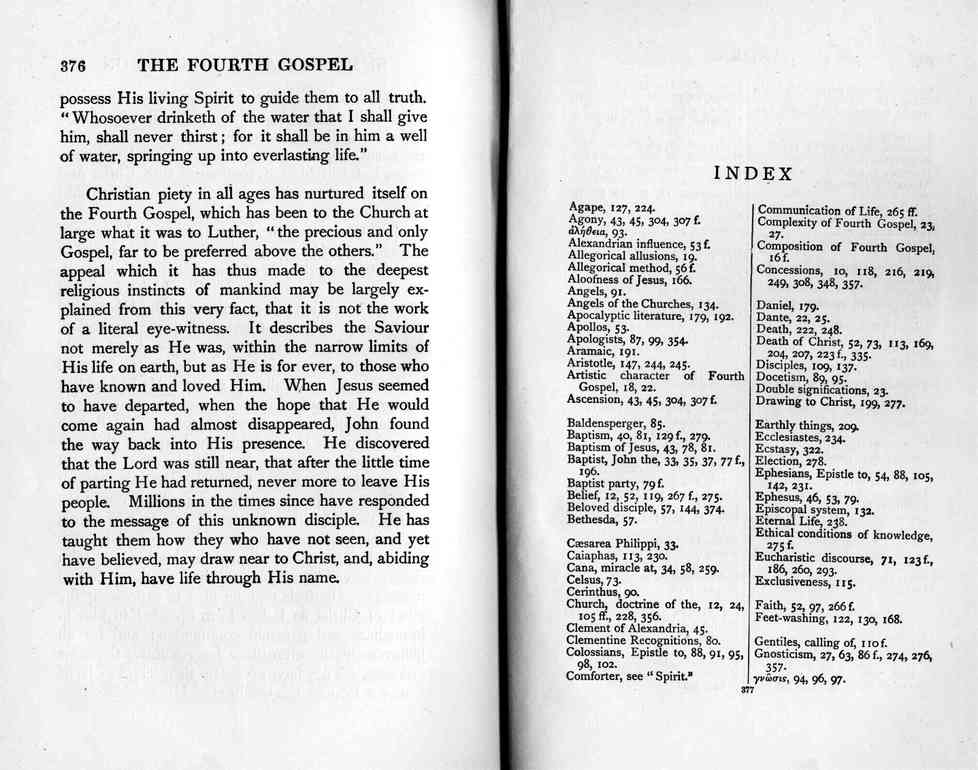 376 THE FOURTH GOSPEL
possess His living Spirit to guide them to all truth.
“Whosoever drinketh of the water that I shall give
him, shall never thirst; for it shall be in him a well
of water, springing up into everlasting life.”
Christian piety in all ages has nurtured itself on
the Fourth Gospel, which has been to the Church at
large what it was to Luther, “the precious and only
Gospel, far to be preferred above the others.” The
appeal which it has thus made to the deepest
religious instincts of mankind may be largely ex-
plained from this very fact, that it is not the work
of a literal eye-witness. It describes the Saviour
not merely as He was, within the narrow limits of
His life on earth, but as He is for ever, to those who
have known and loved Him. When Jesus seemed
to have departed, when the hope that He would
come again had almost disappeared, John found
the way back into His presence. He discovered
that the Lord was still near, that after the little time
of parting He had returned, never more to leave His
people. Millions in the times since have responded
to the message of this unknown disciple. He has
taught them how they who have not seen, and yet
have believed, may draw near to Christ, and, abiding
with Him, have life through His name.
INDEX
Agape, 127, 224.
Agony, 43, 45, 304, 307 f.
ἀλήθεια, 93.
Alexandrian influence, 53 f.
Allegorical allusions, 19.
Allegorical method, 56 f.
Aloofness of Jesus, 166.
Angels, 91.
Angels of the Churches, 134.
Apocalyptic literature, 179, 192.
Apollos, 53.
Apologists, 87, 99, 354.
Aramaic, 191.
Aristotle, 147, 244, 245.
Artistic character of Fourth
Gospel, 18, 22.
Ascension, 43, 45, 304, 307 f.
Baldensperger, 85.
Baptism, 40, 81, 129 f., 279.
Baptism of Jesus, 43, 78, 81.
Baptist, John the, 33, 35, 37, 77 f.,
196.
Baptist party, 79 f.
Belief, 12, 52, 119, 267 f., 275.
Beloved disciple, 57, 144, 374.
Bethesda, 57.
Cæsarea Philippi, 33.
Caiaphas, 113, 230.
Cana, miracle at, 34, 58, 259.
Celsus, 73.
Cerinthus, 90.
Church, doctrine of the, 12, 24,
105 ff., 228, 356.
Clement of Alexandria, 45.
Clementine Recognitions, 80.
Colossians, Epistle to, 88, 91, 95,
98, 102.
Comforter, see “Spirit.”
Communication of Life, 265 ff.
Complexity of Fourth Gospel, 23,
27.
Composition of Fourth Gospel,
16 f.
Concessions, 10, 118, 216, 219,
249, 308, 348, 357.
Daniel, 179.
Dante, 22, 25.
Death, 222, 248.
Death of Christ, 52, 73, 113, 169,
204, 207, 223 f., 335.
Disciples, 109, 137.
Docetism, 89, 95.
Double significations, 23.
Drawing to Christ, 199, 277.
Earthly things, 209.
Ecclesiastes, 234.
Ecstasy, 322.
Election, 278.
Ephesians, Epistle to, 54, 88, 105,
142, 231.
Ephesus, 46, 53, 79.
Episcopal system, 132.
Eternal Life, 238.
Ethical conditions of knowledge,
275 f.
Eucharistic discourse, 71, 123 f.,
186, 260, 293.
Exclusiveness, 115.
Faith, 52, 97, 266 f.
Feet-washing, 122, 130, 168.
Gentiles, calling of, 110 f.
Gnosticism, 27, 63, 86 f., 274, 276,
357.
γνῶσις, 94, 96, 97.
377